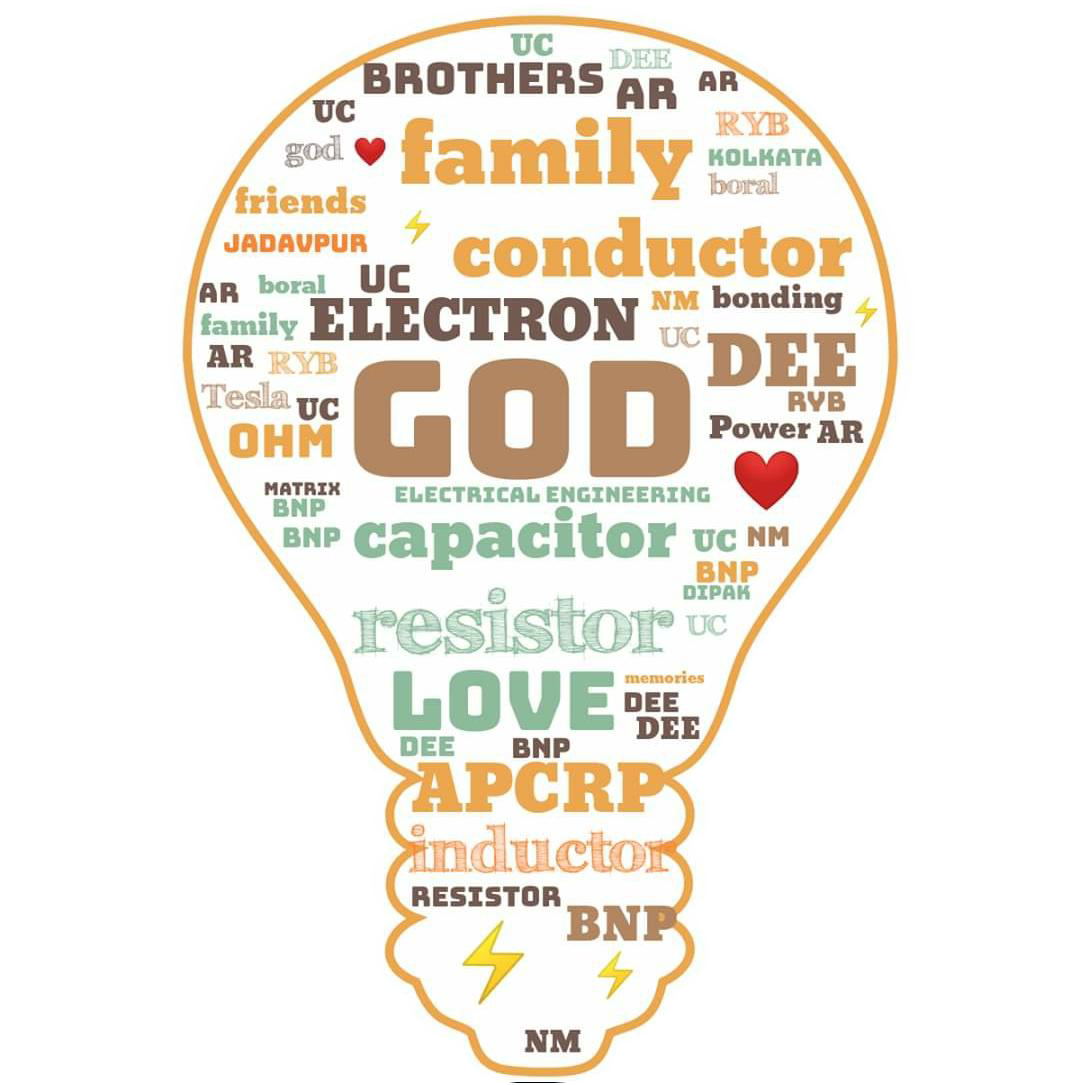 UC
BROTHERS DEE AR
UC AR
god family RYB
KOLKATA
boral
friends
JADAVPUR conductor
AR boral UC
family ELECTRON NM bonding
AR RYB UC DEE
Tesla UC GOD RYB
OHM Power AR
MATRIX ELECTRICAL ENGINEERING
BNP
BNP capacitor UC NM
BNP
DIPAK
resistor UC
LOVE memories
DEE
DEE
DEE BNP
APCRP
inductor
RESISTOR
BNP
NM